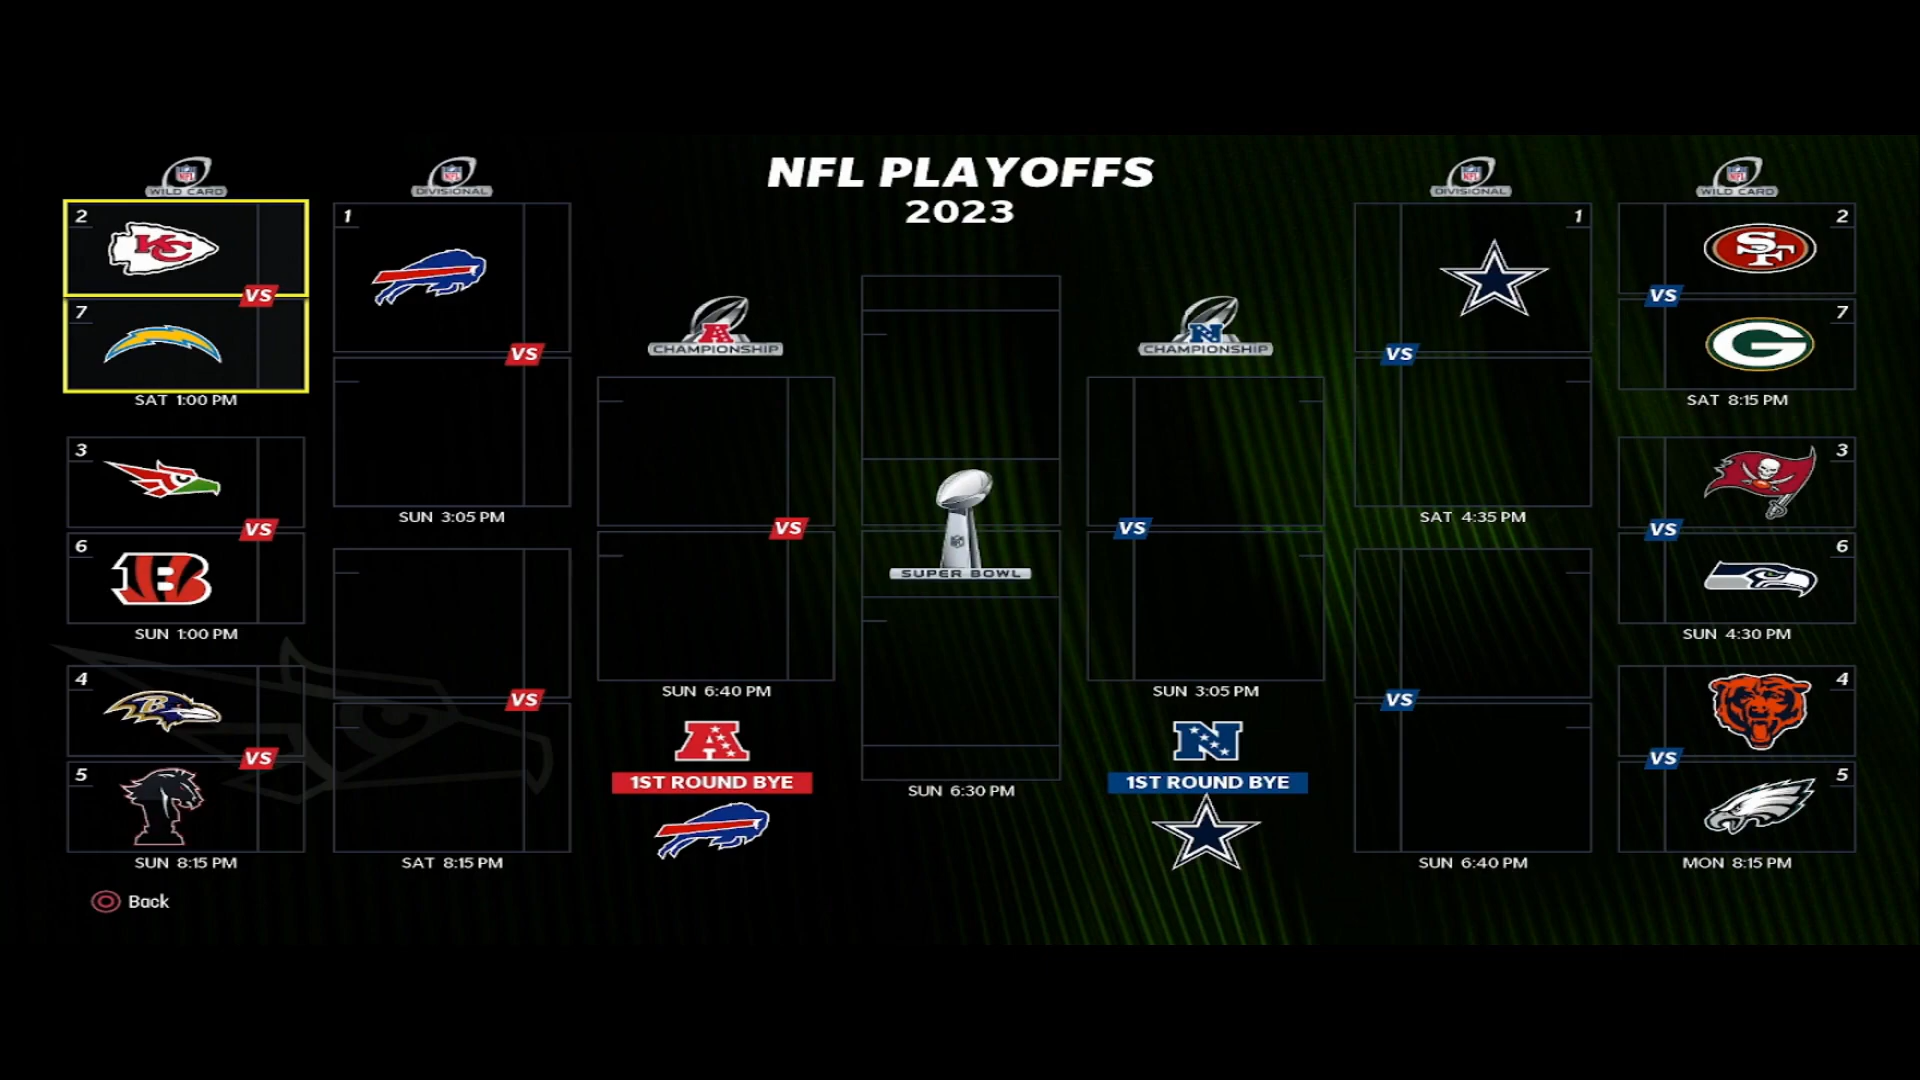 NFL PLAYOFFS
2023
WILD CARD
2
KC
VS
7
SAT 1:00 PM
3
VS
6
B
SUN 1:00 PM
4
B
VS
5
SUN 8:15 PM
DIVISIONAL
1
VS
SUN 3:05 PM
VS
SAT 8:15 PM
A
CHAMPIONSHIP
VS
SUN 6:40 PM
A
1ST ROUND BYE
NFL
SUPER BOWL
SUN 6:30 PM
N
CHAMPIONSHIP
VS
SUN 3:05 PM
N
1ST ROUND BYE
DIVISIONAL
1
VS
SAT 4:35 PM
VS
SUN 6:40 PM
WILD CARD
2
SF
VS
7
G
SAT 8:15 PM
3
VS
6
SUN 4:30 PM
4
VS
5
MON 8:15 PM
Back